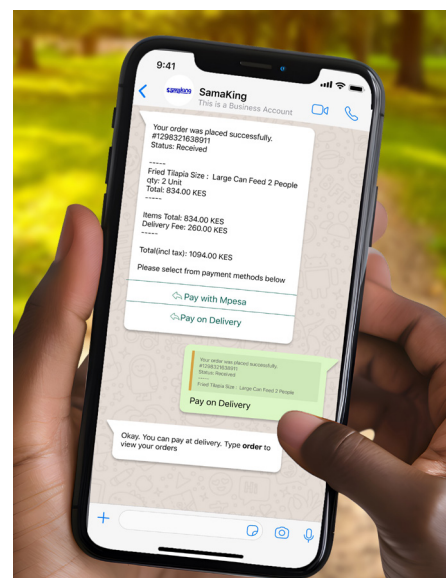 9:41
samaking
SamaKing
This is a Business Account
Your order was placed successfully.
#1298321638911
Status: Received
-----
Fried Tilapia Size : Large Can Feed 2 People
qty: 2 Unit
Total: 834.00 KES
-----
Items Total: 834.00 KES
Delivery Fee: 260.00 KES
-----
Total(incl tax): 1094.00 KES
Please select from payment methods below
Pay with Mpesa
Pay on Delivery
Your order was placed successfully.
#1298321638911
Status: Received
-----
Fried Tilapia Size : Large Can Feed 2 People
Pay on Delivery
Okay. You can pay at delivery. Type order to
view your orders